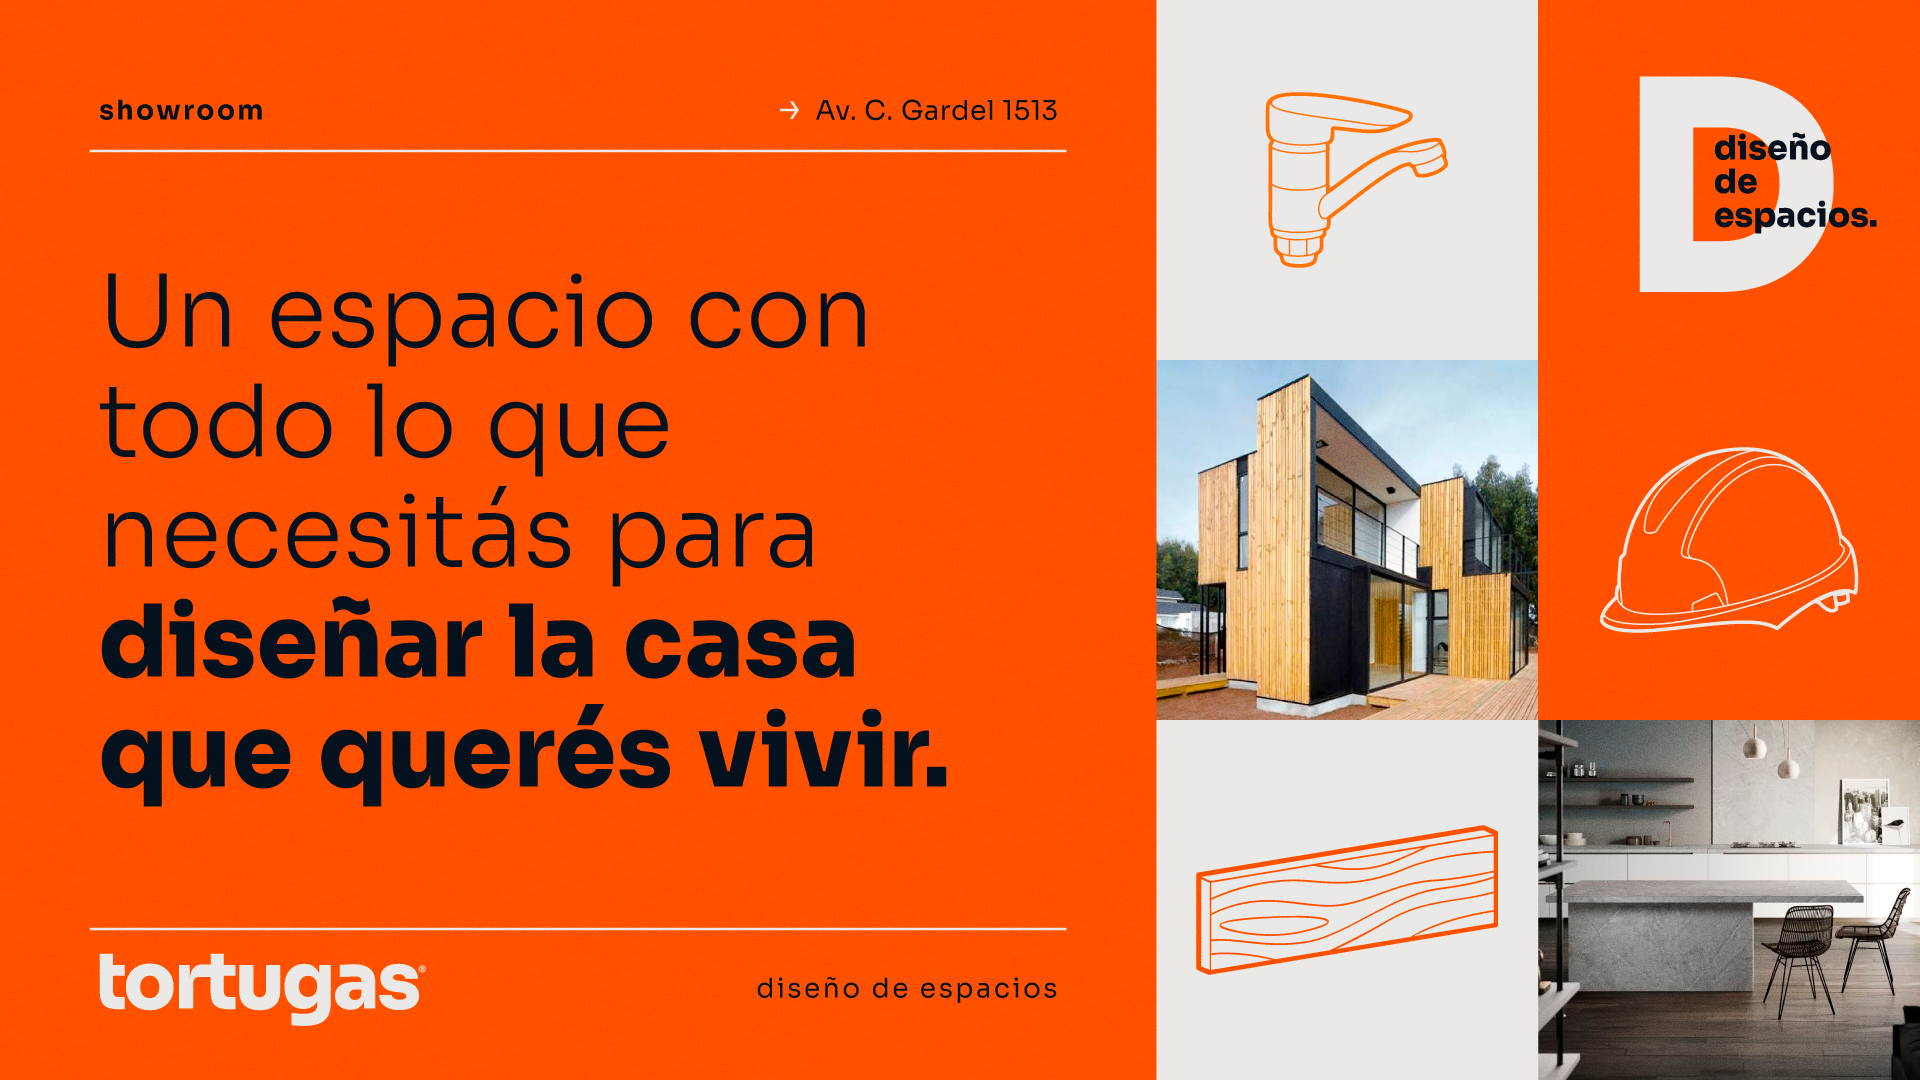 showroom
→ Av. C. Gardel 1513
Un espacio con
todo lo que
necesitás para
diseñar la casa
que querés vivir.
tortugas®
diseño de espacios
D
diseño
de
espacios.